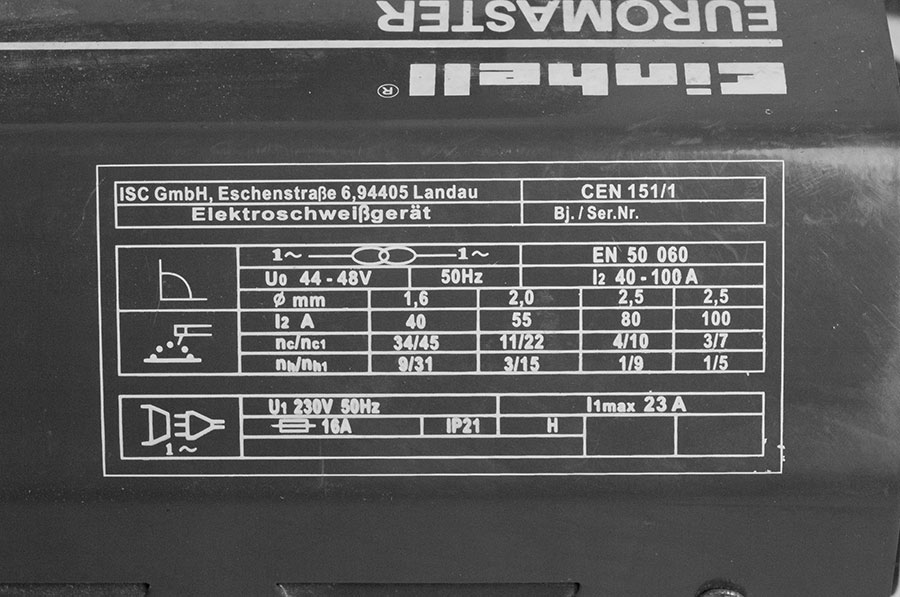 EUROMASTER
Einhell ®
ISC GmbH, Eschenstraße 6,94405 Landau CEN 151/1
Elektroschweißgerät Bj. / Ser.Nr.
1~ 1~ EN 50 060
U0 44 - 48V 50Hz I2 40 - 100 A
Ø mm 1,6 2,0 2,5 2,5
I2 A 40 55 80 100
nc/nc1 34/45 11/22 4/10 3/7
nh/nh1 9/31 3/15 1/9 1/5
U1 230V 50Hz I1max 23 A
16A IP21 H
1~